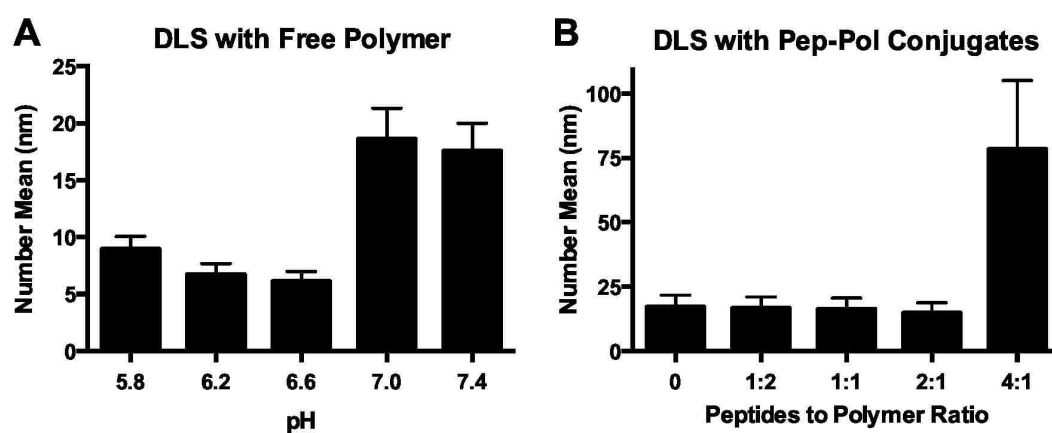 A
DLS with Free Polymer
Number Mean (nm)
25
20
15
10
5
0
5.8 6.2 6.6 7.0 7.4
pH
B
DLS with Pep-Pol Conjugates
Number Mean (nm)
100
75
50
25
0
0 1:2 1:1 2:1 4:1
Peptides to Polymer Ratio